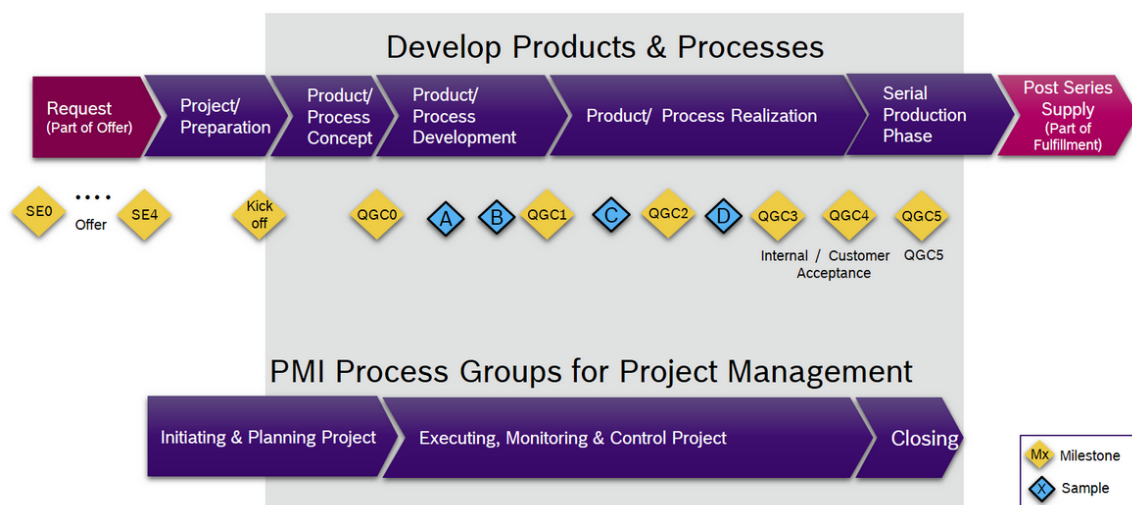 Develop Products & Processes
Request
(Part of Offer)
Project/
Preparation
Product/
Process
Concept
Product/
Process
Development
Product/ Process Realization
Serial
Production
Phase
Post Series
Supply
(Part of
Fulfillment)
SE0
....
Offer
SE4
Kick
off
QGC0
A
B
QGC1
C
QGC2
D
QGC3
QGC4
QGC5
Internal / Customer
Acceptance
QGC5
PMI Process Groups for Project Management
Initiating & Planning Project
Executing, Monitoring & Control Project
Closing
Mx
Milestone
X
Sample